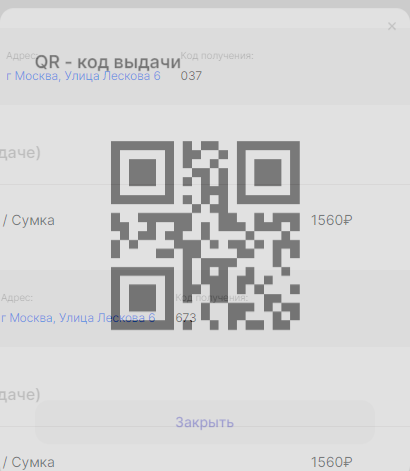 ×
Адрес: Код получения:
QR - код выдачи
г Москва, Улица Лескова 6 037
даче)
/ Сумка 1560₽
Адрес: Код получения:
г Москва, Улица Лескова 6 673
даче)
Закрыть
/ Сумка 1560₽